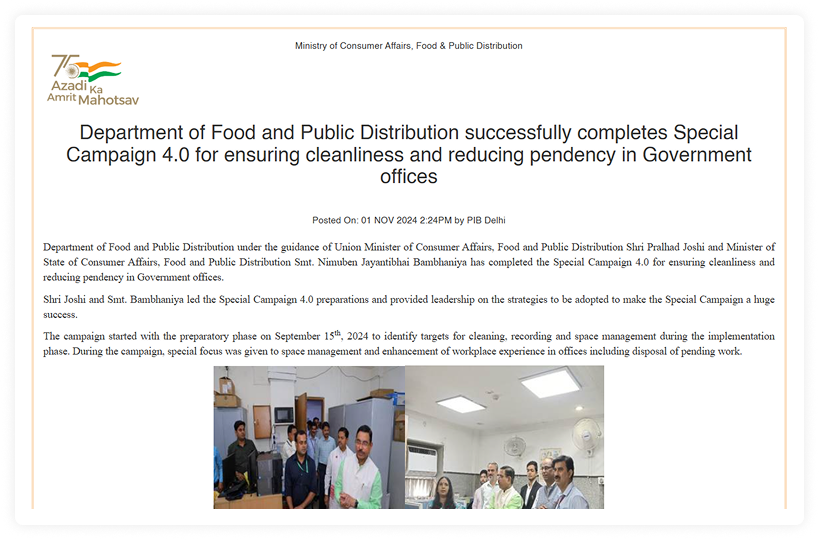 Ministry of Consumer Affairs, Food & Public Distribution
75
Azadi Ka
Amrit Mahotsav
Department of Food and Public Distribution successfully completes Special
Campaign 4.0 for ensuring cleanliness and reducing pendency in Government
offices
Posted On: 01 NOV 2024 2:24PM by PIB Delhi
Department of Food and Public Distribution under the guidance of Union Minister of Consumer Affairs, Food and Public Distribution Shri Pralhad Joshi and Minister of
State of Consumer Affairs, Food and Public Distribution Smt. Nimuben Jayantibhai Bambhaniya has completed the Special Campaign 4.0 for ensuring cleanliness and
reducing pendency in Government offices.
Shri Joshi and Smt. Bambhaniya led the Special Campaign 4.0 preparations and provided leadership on the strategies to be adopted to make the Special Campaign a huge
success.
The campaign started with the preparatory phase on September 15th, 2024 to identify targets for cleaning, recording and space management during the implementation
phase. During the campaign, special focus was given to space management and enhancement of workplace experience in offices including disposal of pending work.